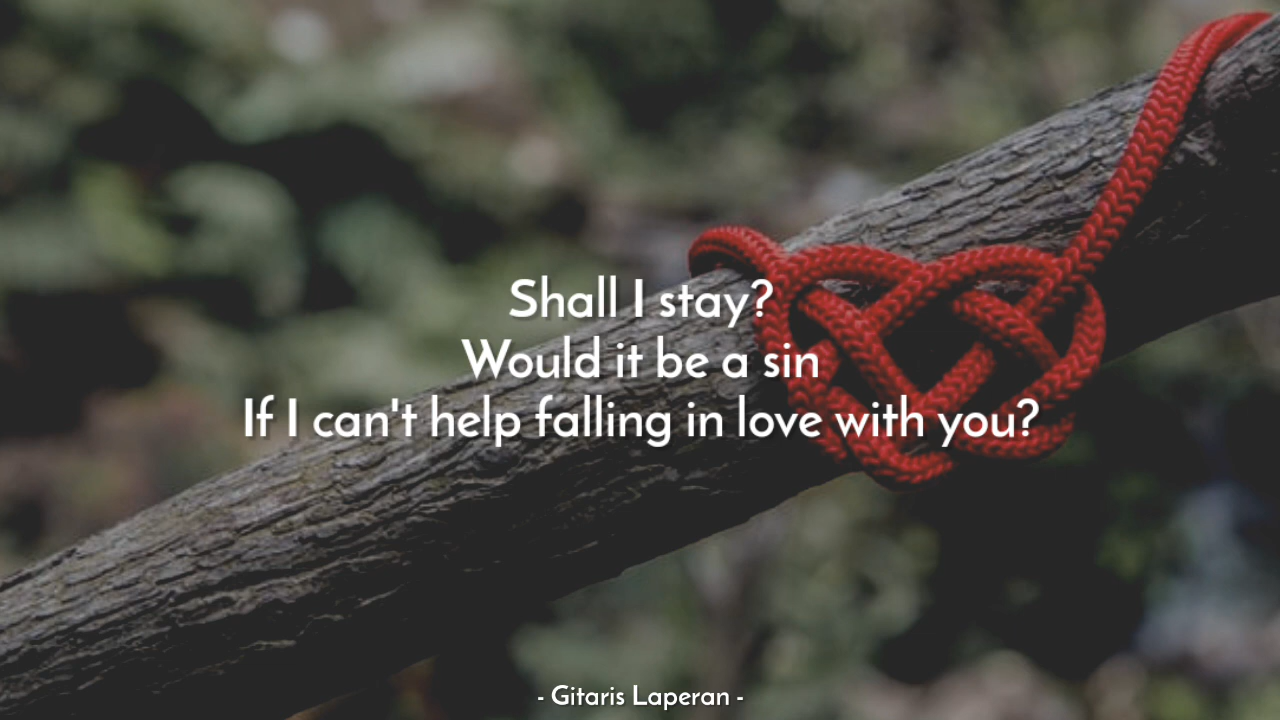 Shall I stay?
Would it be a sin
If I can't help falling in love with you?
- Gitaris Laperan -